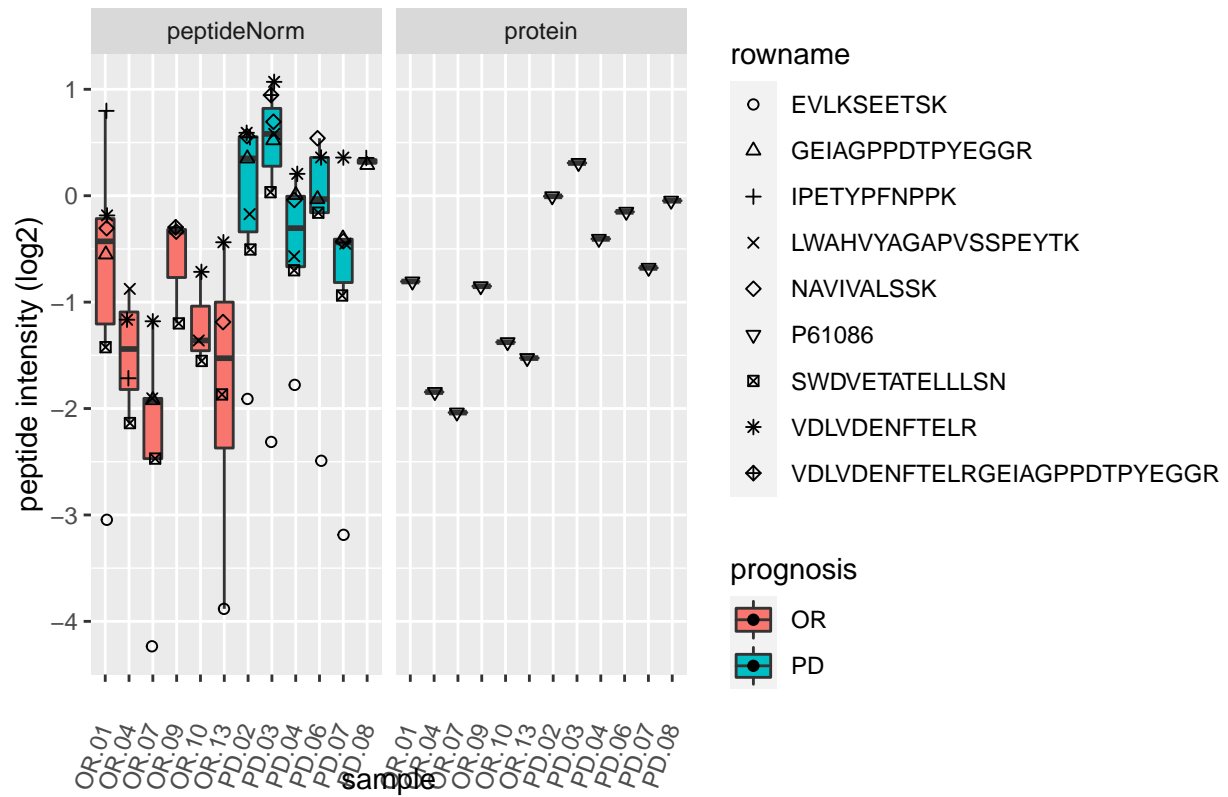 peptideNorm
protein
peptide intensity (log2)
1
0
−1
−2
−3
−4
OR.01
OR.04
OR.07
OR.09
OR.10
OR.13
PD.02
PD.03
PD.04
PD.06
PD.07
PD.08
OR.01
OR.04
OR.07
OR.09
OR.10
OR.13
PD.02
PD.03
PD.04
PD.06
PD.07
PD.08
sample
rowname
EVLKSEETSK
GEIAGPPDTPYEGGR
IPETYPFNPPK
LWAHVYAGAPVSSPEYTK
NAVIVALSSK
P61086
SWDVETATELLLSN
VDLVDENFTELR
VDLVDENFTELRGEIAGPPDTPYEGGR
prognosis
OR
PD